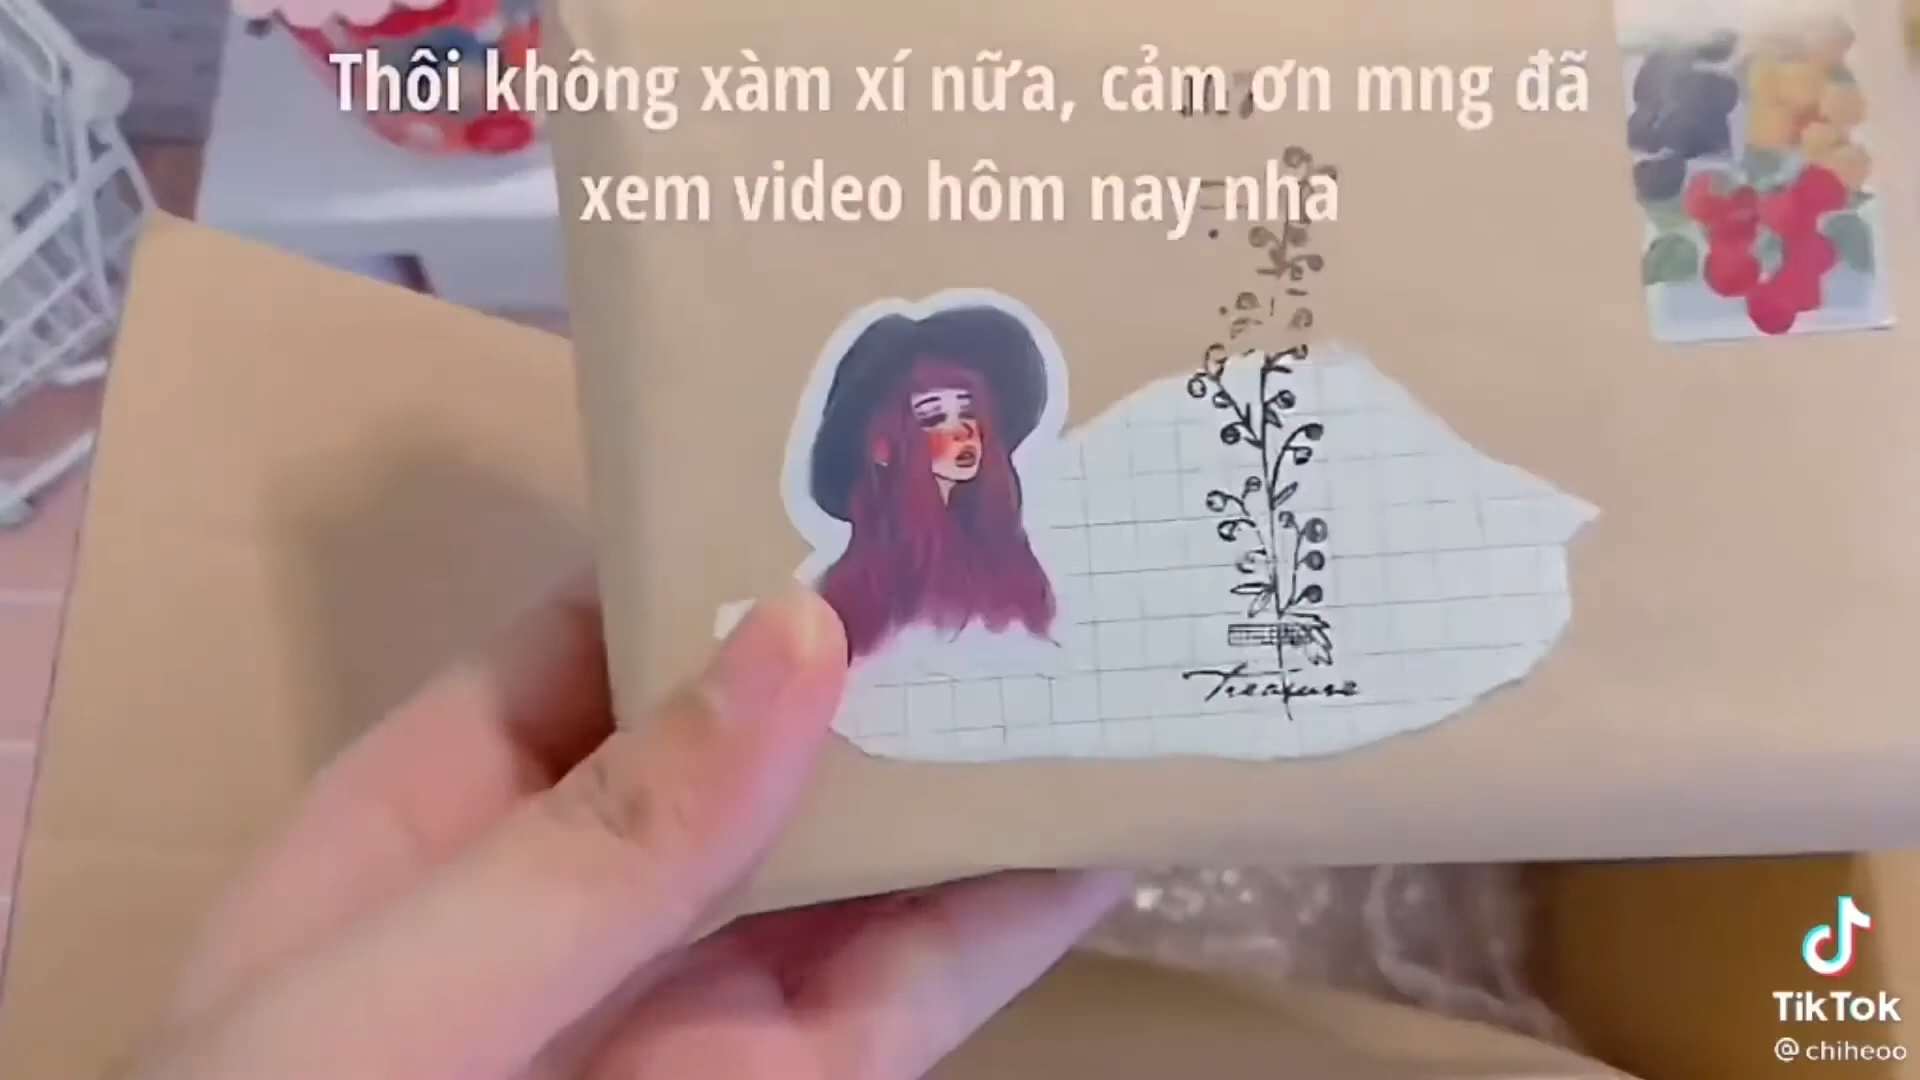 Thôi không xàm xí nữa, cảm ơn mng đã
xem video hôm nay nha
Treasure
TikTok
@chiheoo